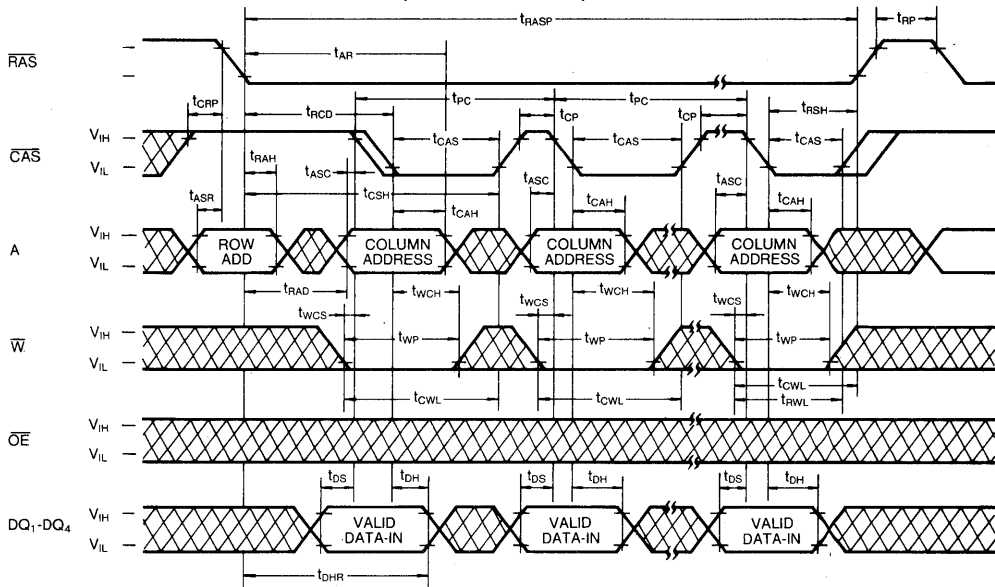 tRASP
tRP
RAS
tAR
tCRP
tRCD
tPC
tPC
tRSH
tCP
tCP
CAS
VIH
VIL
tCAS
tCAS
tCAS
tRAH
tASC
tCSH
tASR
tASC
tASC
tCAH
tCAH
tCAH
A
VIH
VIL
ROW
ADD
COLUMN
ADDRESS
COLUMN
ADDRESS
COLUMN
ADDRESS
tRAD
tWCH
tWCH
tWCH
tWCS
tWCS
tWCS
W
VIH
VIL
tWP
tWP
tWP
tCWL
tCWL
tCWL
tRWL
OE
VIH
VIL
tDS
tDH
tDS
tDH
tDS
tDH
DQ1-DQ4
VIH
VIL
VALID
DATA-IN
VALID
DATA-IN
VALID
DATA-IN
tDHR